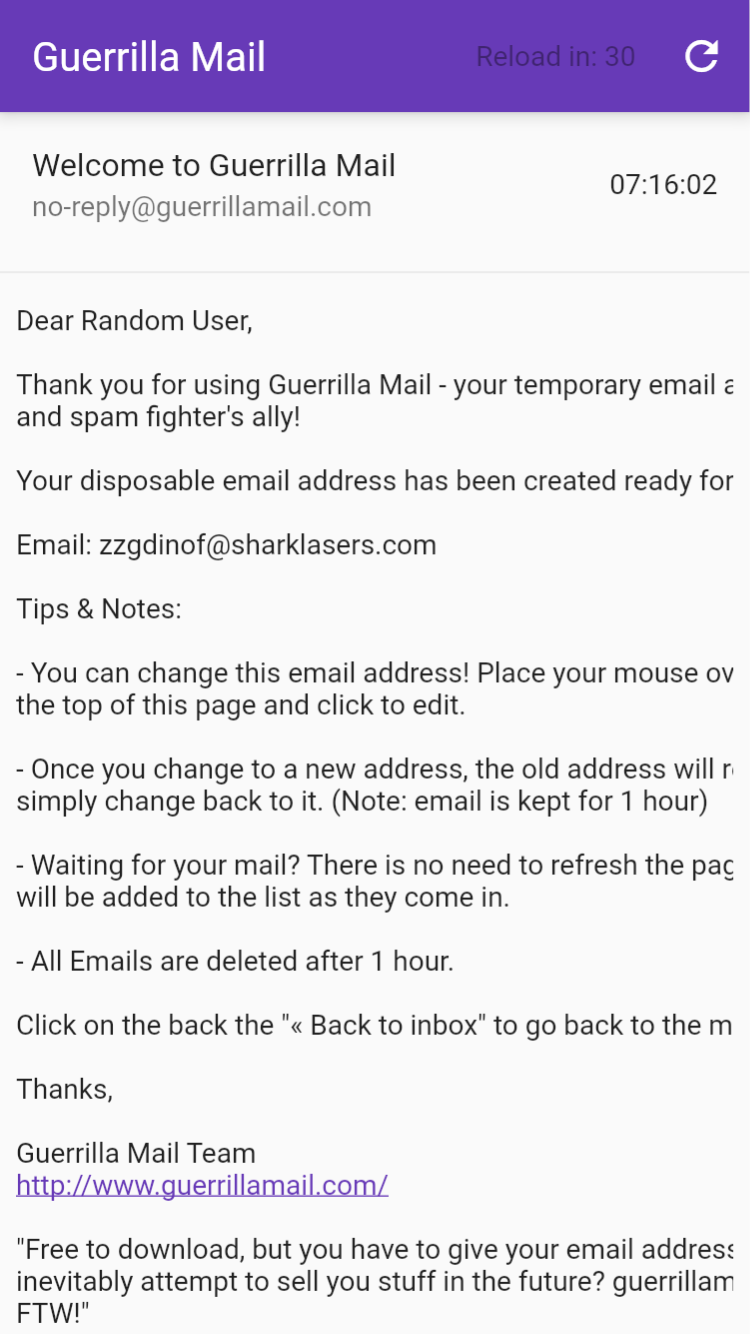 Guerrilla Mail
Reload in: 30
Welcome to Guerrilla Mail
07:16:02
no-reply@guerrillamail.com
Dear Random User,
Thank you for using Guerrilla Mail - your temporary email
and spam fighter's ally!
Your disposable email address has been created ready for
Email: zzgdinof@sharklasers.com
Tips & Notes:
- You can change this email address! Place your mouse ov
the top of this page and click to edit.
- Once you change to a new address, the old address will
simply change back to it. (Note: email is kept for 1 hour)
- Waiting for your mail? There is no need to refresh the pag
will be added to the list as they come in.
- All Emails are deleted after 1 hour.
Click on the back the "« Back to inbox" to go back to the m
Thanks,
Guerrilla Mail Team
http://www.guerrillamail.com/
"Free to download, but you have to give your email address
inevitably attempt to sell you stuff in the future? guerrillam
FTW!"